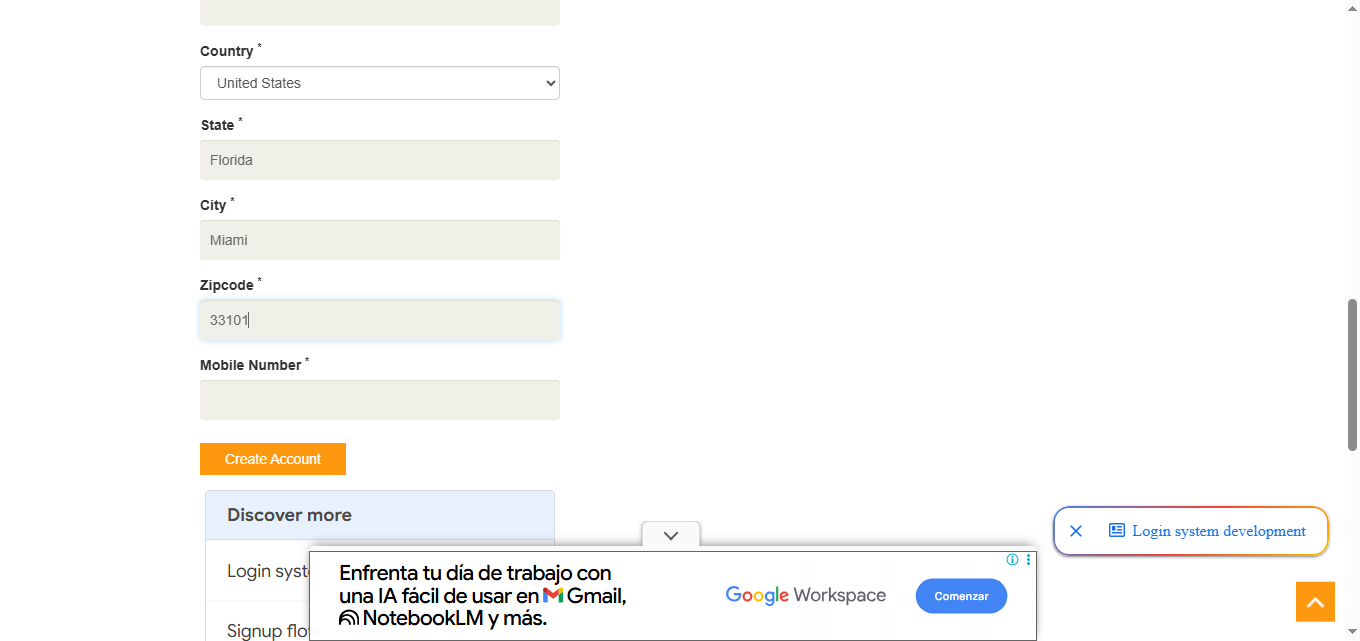 Country *
United States
State *
Florida
City *
Miami
Zipcode *
33101
Mobile Number *
Create Account
Discover more
Login syst
Signup flo
Login system development
Enfrenta tu día de trabajo con
una IA fácil de usar en Gmail,
NotebookLM y más.
Google Workspace
Comenzar